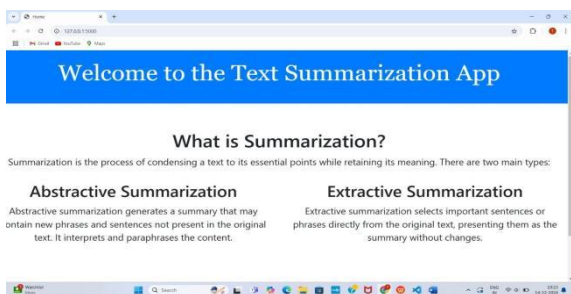 Home
127.0.0.1:5000
Gmail YouTube Maps
Welcome to the Text Summarization App
What is Summarization?
Summarization is the process of condensing a text to its essential points while retaining its meaning. There are two main types:
Abstractive Summarization
Abstractive summarization generates a summary that may
ontain new phrases and sentences not present in the original
text. It interprets and paraphrases the content.
Extractive Summarization
Extractive summarization selects important sentences or
phrases directly from the original text, presenting them as the
summary without changes.
Search
ENG